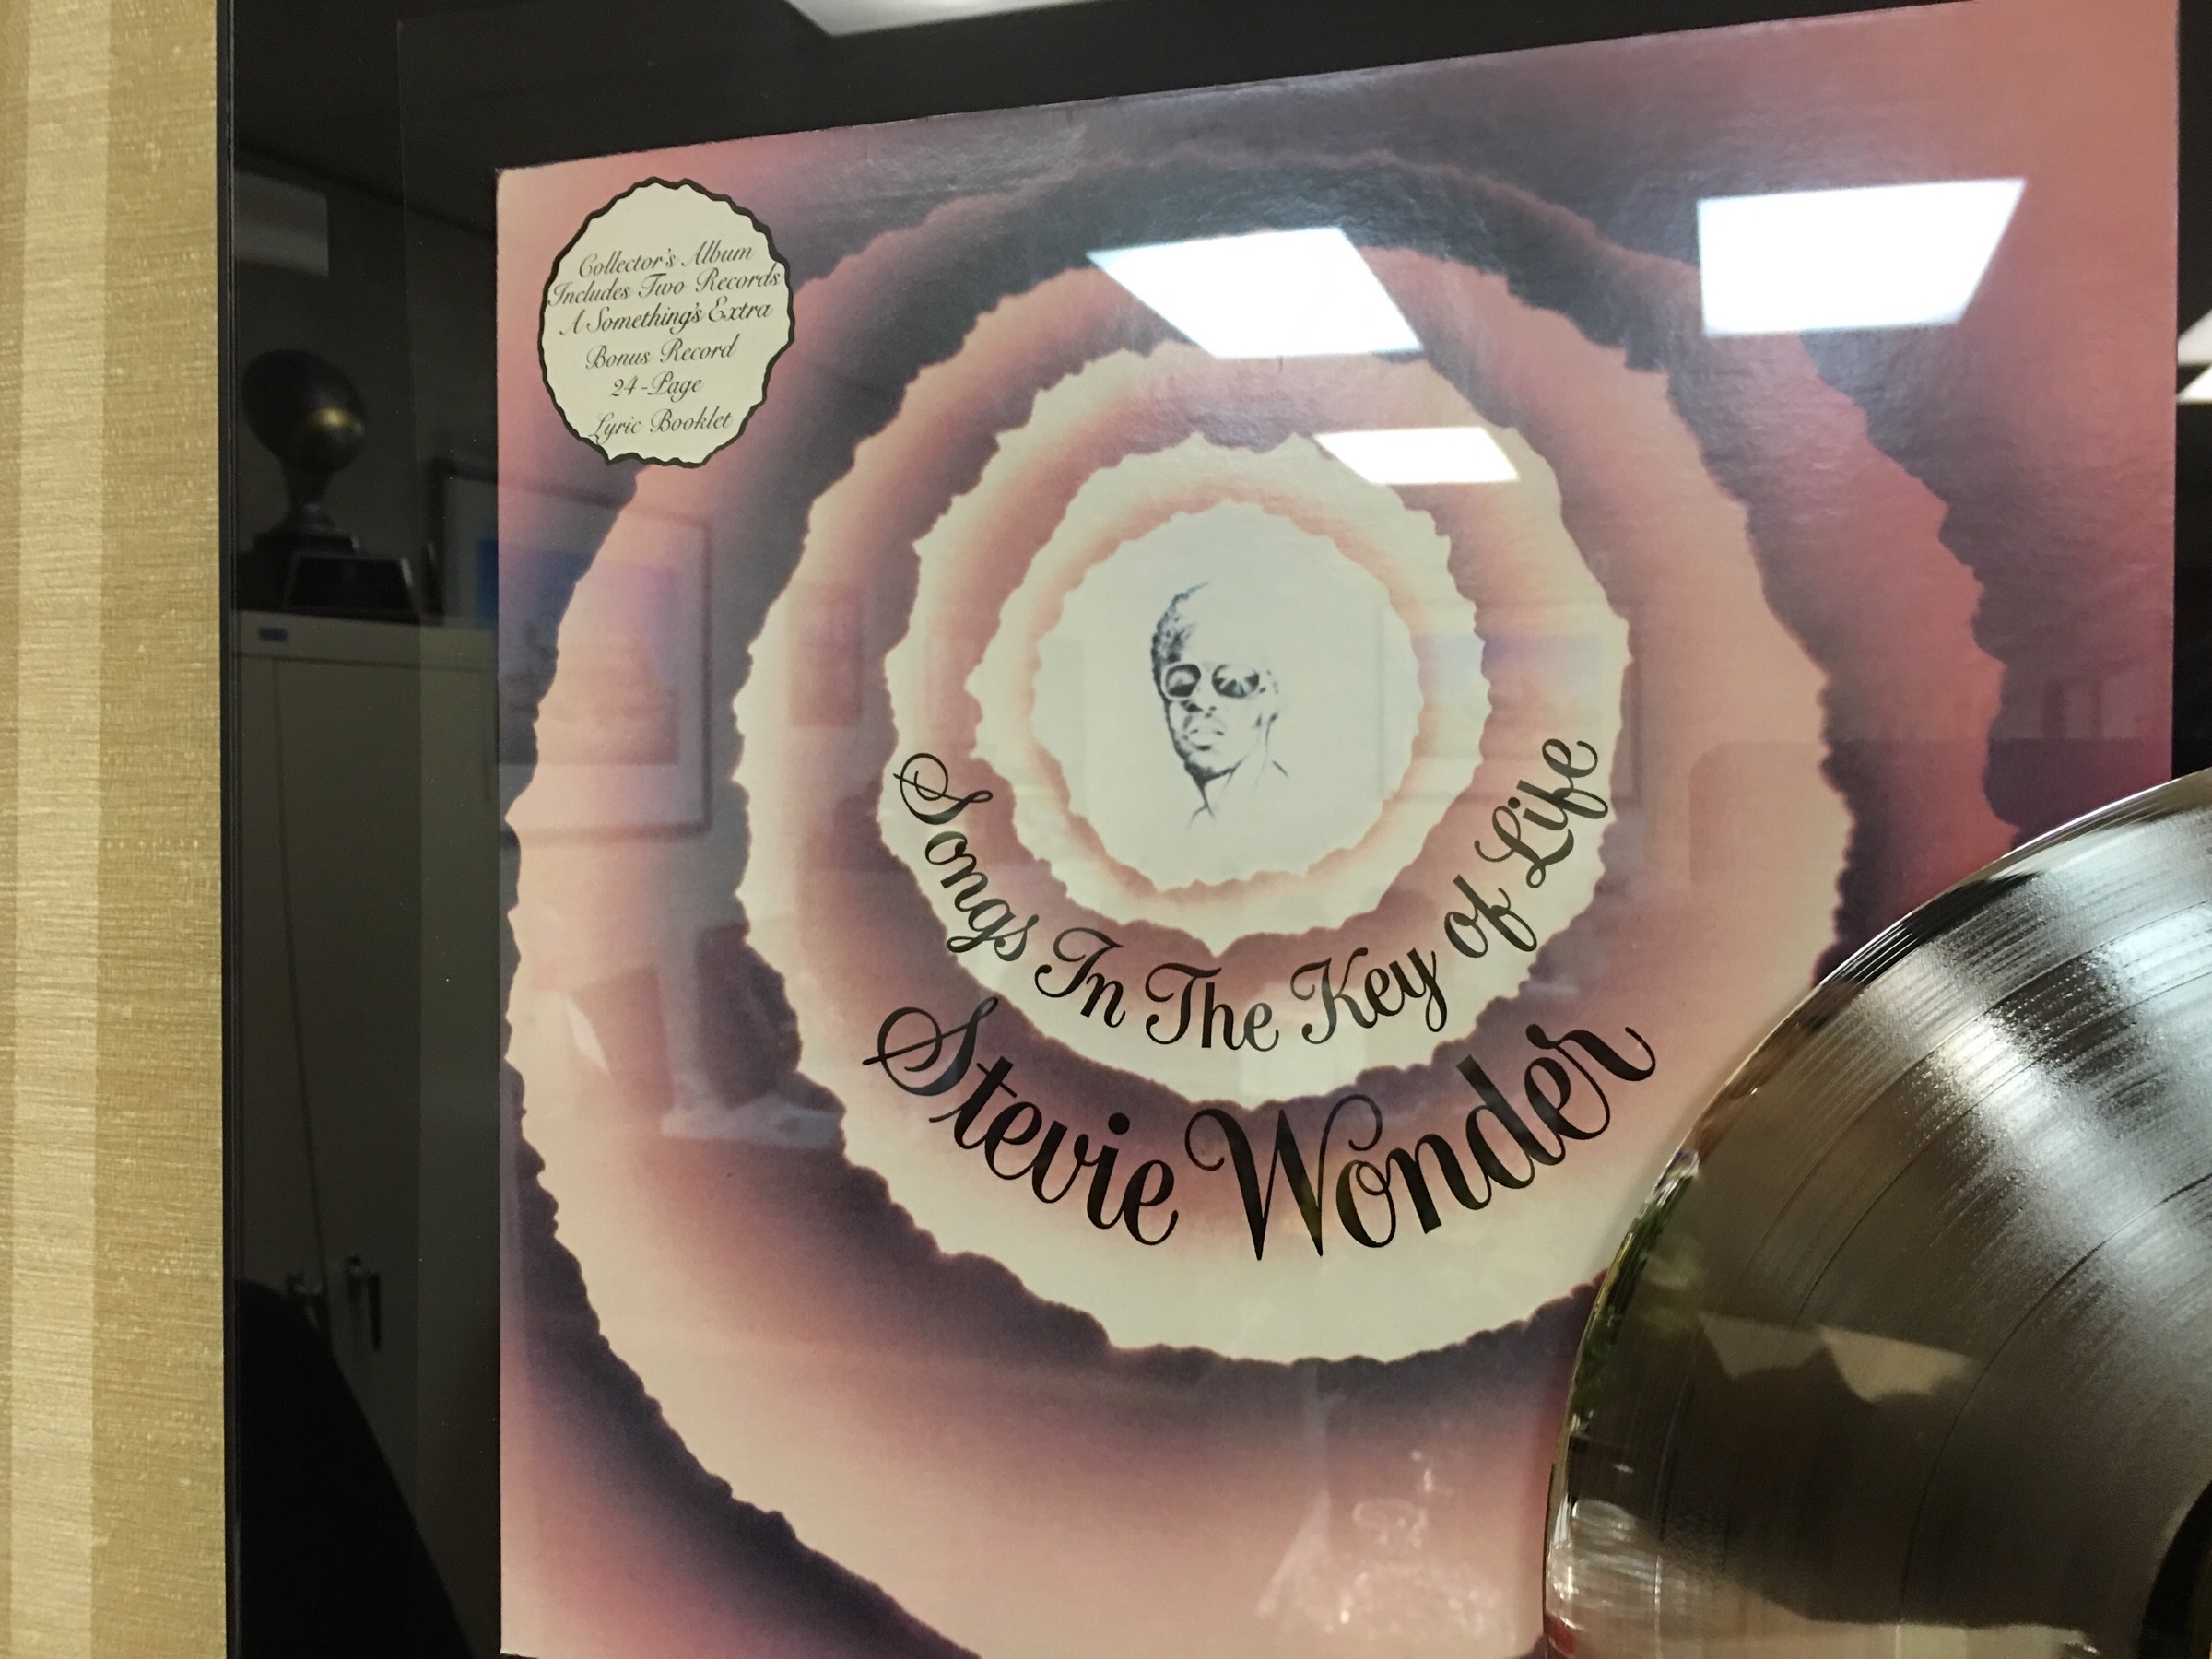 Collector's Album
Includes Two Records
A Something's Extra
Bonus Record
24-Page
Lyric Booklet
Songs In The Key of Life
Stevie Wonder